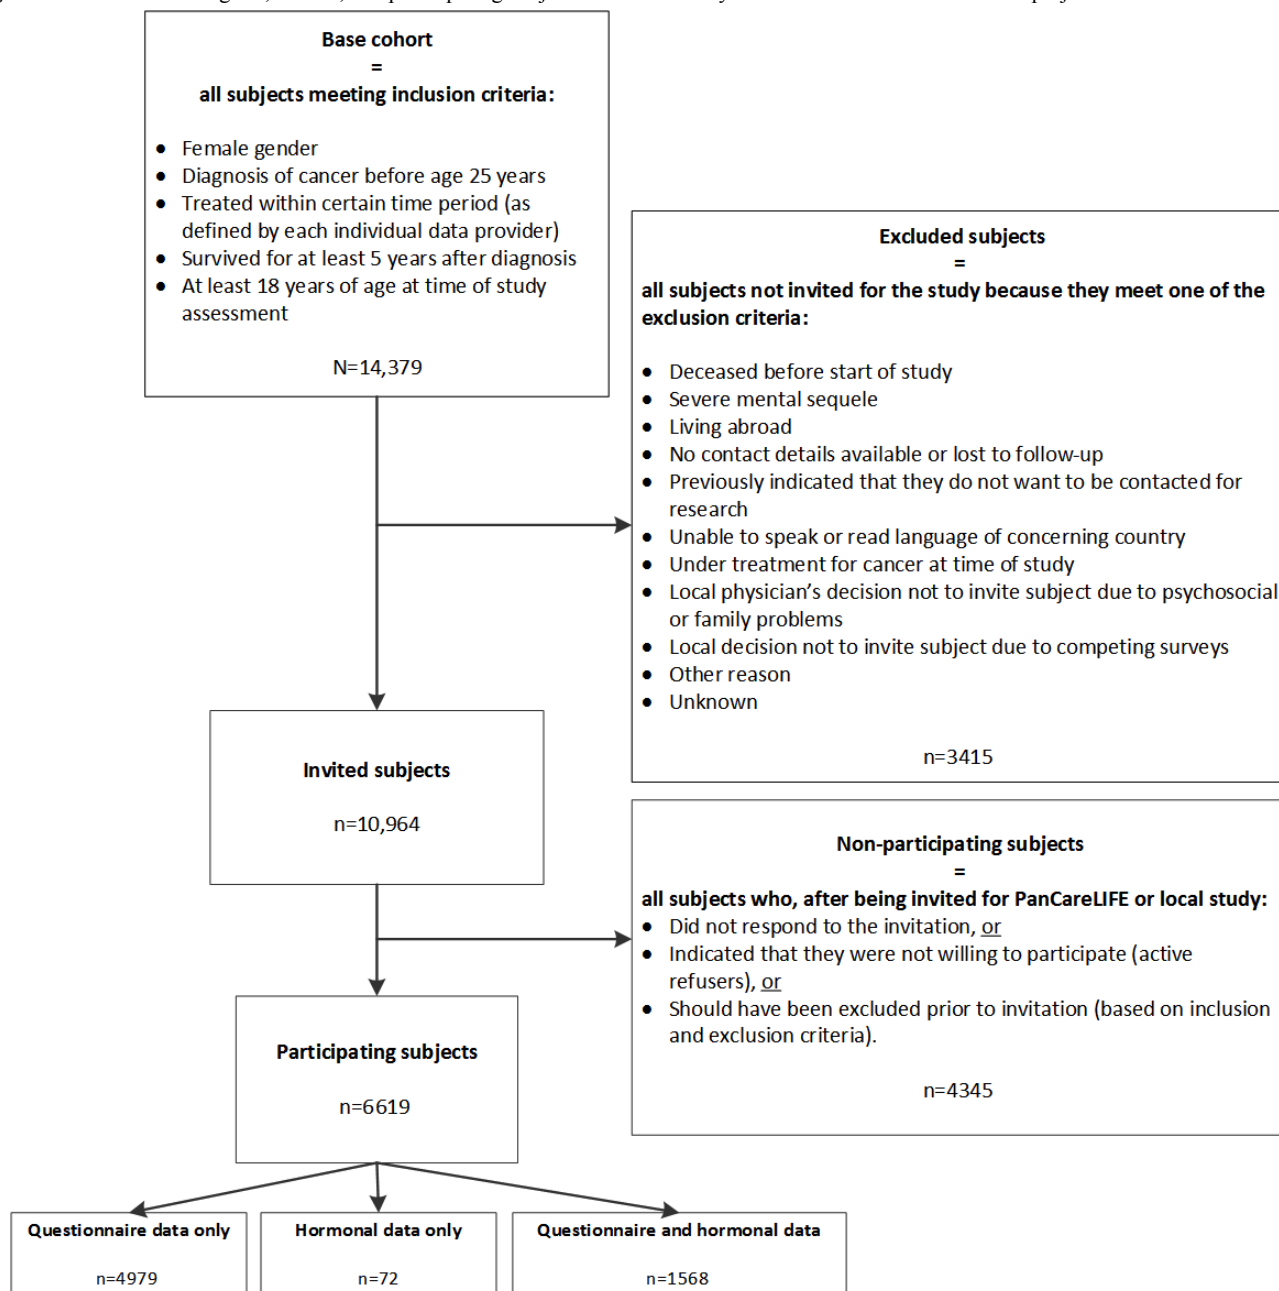 Base cohort
=
all subjects meeting inclusion criteria:
● Female gender
● Diagnosis of cancer before age 25 years
● Treated within certain time period (as
defined by each individual data provider)
● Survived for at least 5 years after diagnosis
● At least 18 years of age at time of study
assessment
N=14,379
Excluded subjects
=
all subjects not invited for the study because they meet one of the
exclusion criteria:
● Deceased before start of study
● Severe mental sequele
● Living abroad
● No contact details available or lost to follow-up
● Previously indicated that they do not want to be contacted for
research
● Unable to speak or read language of concerning country
● Under treatment for cancer at time of study
● Local physician's decision not to invite subject due to psychosocial
or family problems
● Local decision not to invite subject due to competing surveys
● Other reason
● Unknown
n=3415
Invited subjects
n=10,964
Non-participating subjects
=
all subjects who, after being invited for PanCareLIFE or local study:
● Did not respond to the invitation, or
● Indicated that they were not willing to participate (active
refusers), or
● Should have been excluded prior to invitation (based on inclusion
and exclusion criteria).
n=4345
Participating subjects
n=6619
Questionnaire data only
n=4979
Hormonal data only
n=72
Questionnaire and hormonal data
n=1568